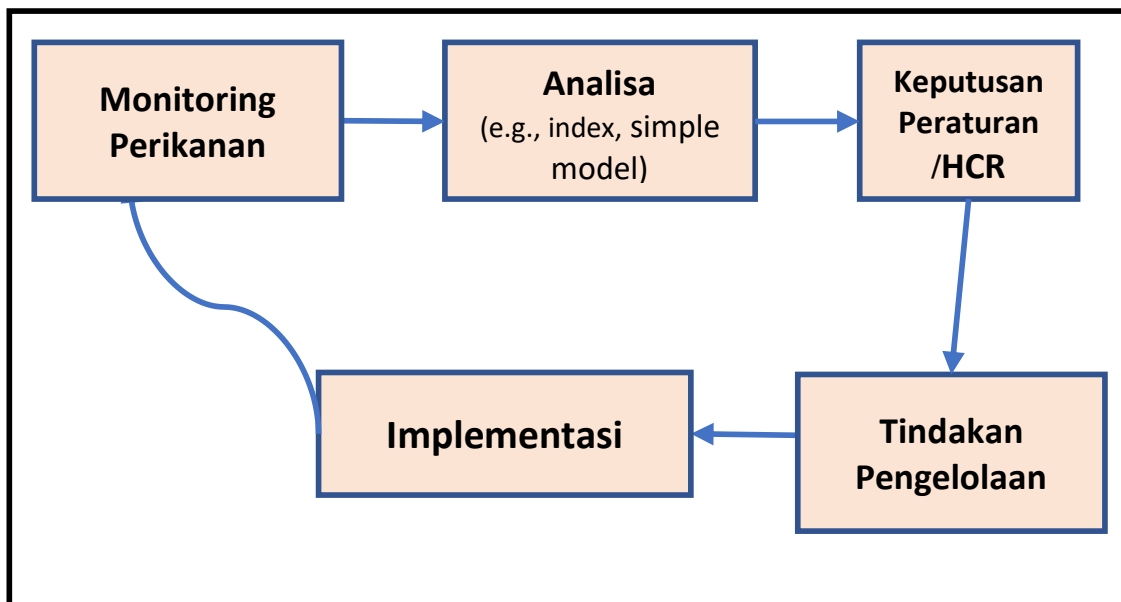 Monitoring
Perikanan
Analisa
(e.g., index, simple
model)
Keputusan
Peraturan
/HCR
Implementasi
Tindakan
Pengelolaan